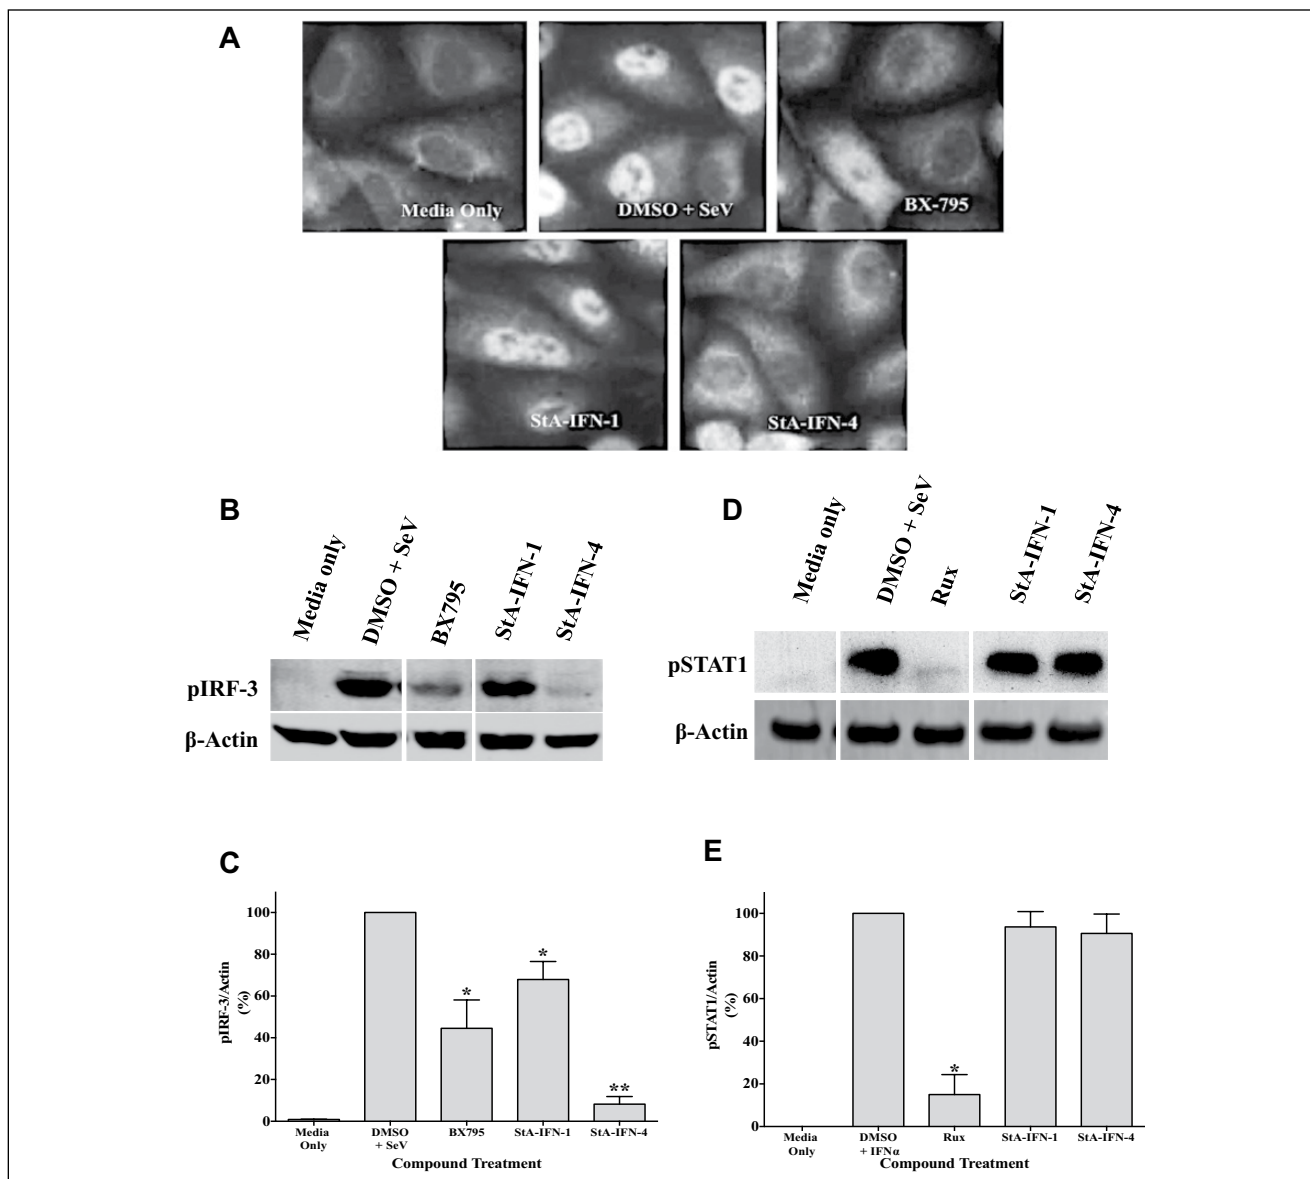 A
Media Only
DMSO + SeV
BX-795
StA-IFN-1
StA-IFN-4
B
Media only
DMSO + SeV
BX795
StA-IFN-1
StA-IFN-4
pIRF-3
β-Actin
D
Media only
DMSO + SeV
Rux
StA-IFN-1
StA-IFN-4
pSTAT1
β-Actin
C
pIRF-3/Actin
(%)
100
80
60
40
20
0
*
*
**
Media
Only
DMSO
+ SeV
BX795
StA-IFN-1
StA-IFN-4
Compound Treatment
E
pSTAT1/Actin
(%)
100
80
60
40
20
0
*
Media
Only
DMSO
+ IFNα
Rux
StA-IFN-1
StA-IFN-4
Compound Treatment